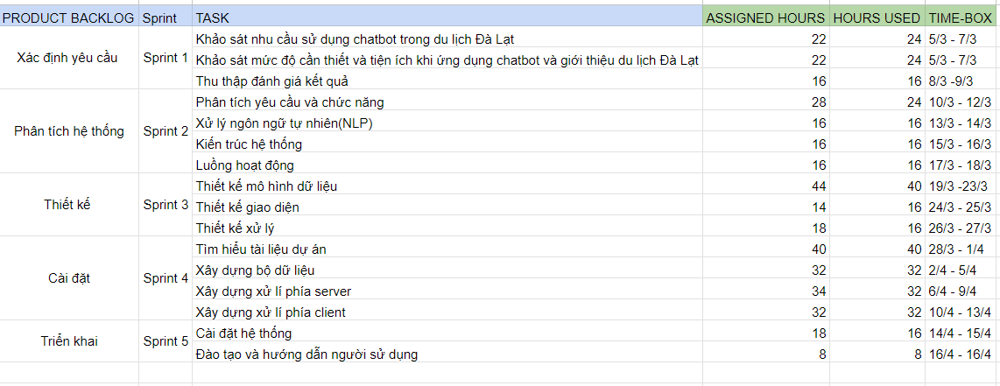 PRODUCT BACKLOG Sprint TASK ASSIGNED HOURS HOURS USED TIME-BOX
Xác định yêu cầu Sprint 1 Khảo sát nhu cầu sử dụng chatbot trong du lịch Đà Lạt 22 24 5/3 - 7/3
Khảo sát mức độ cần thiết và tiện ích khi ứng dụng chatbot và giới thiệu du lịch Đà Lạt 22 24 5/3 - 7/3
Thu thập đánh giá kết quả 16 16 8/3 -9/3
Phân tích hệ thống Sprint 2 Phân tích yêu cầu và chức năng 28 24 10/3 - 12/3
Xử lý ngôn ngữ tự nhiên(NLP) 16 16 13/3 - 14/3
Kiến trúc hệ thống 16 16 15/3 - 16/3
Luồng hoạt động 16 16 17/3 - 18/3
Thiết kế Sprint 3 Thiết kế mô hình dữ liệu 44 40 19/3 -23/3
Thiết kế giao diện 14 16 24/3 - 25/3
Thiết kế xử lý 18 16 26/3 - 27/3
Cài đặt Sprint 4 Tìm hiểu tài liệu dự án 40 40 28/3 - 1/4
Xây dựng bộ dữ liệu 32 32 2/4 - 5/4
Xây dựng xử lí phía server 34 32 6/4 - 9/4
Xây dựng xử lí phía client 32 32 10/4 - 13/4
Triển khai Sprint 5 Cài đặt hệ thống 18 16 14/4 - 15/4
Đào tạo và hướng dẫn người sử dụng 8 8 16/4 - 16/4